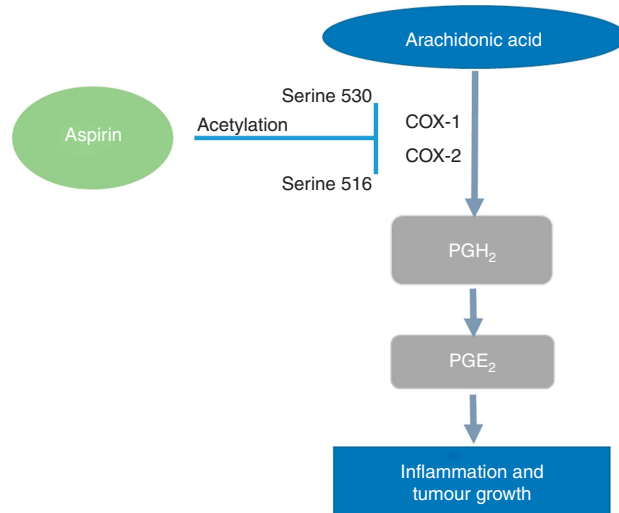 Arachidonic acid
Serine 530
Aspirin
Acetylation
COX-1
COX-2
Serine 516
PGH₂
PGE₂
Inflammation and
tumour growth